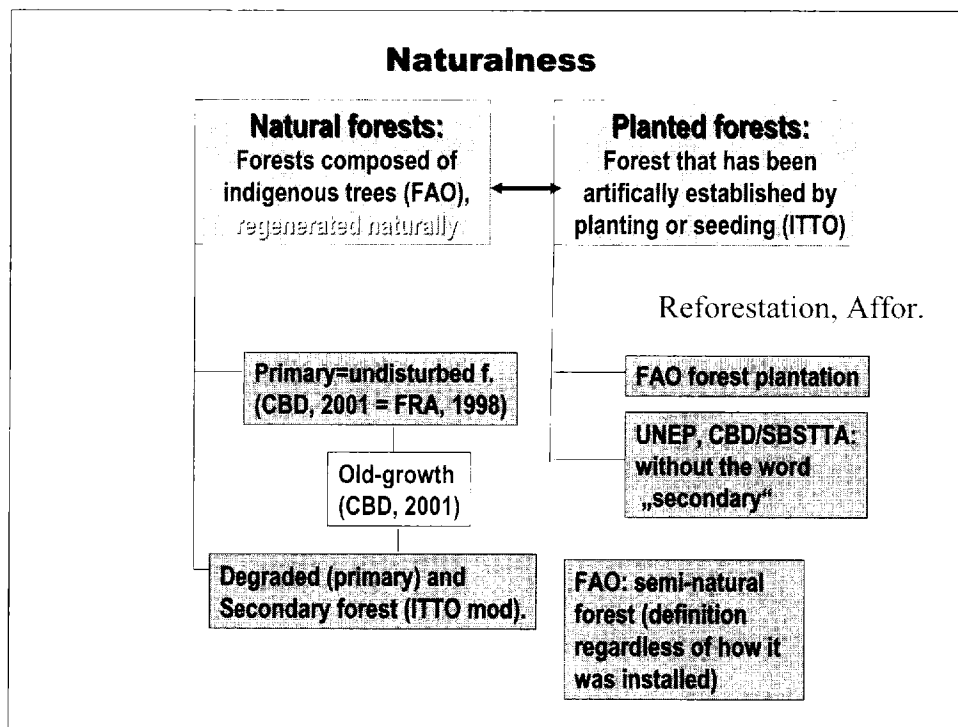 Naturalness
Natural forests:
Forests composed of
indigenous trees (FAO),
regenerated naturally
Planted forests:
Forest that has been
artifically established by
planting or seeding (ITTO)
Reforestation, Affor.
Primary=undisturbed f.
(CBD, 2001 = FRA, 1998)
Old-growth
(CBD, 2001)
Degraded (primary) and
Secondary forest (ITTO mod).
FAO forest plantation
UNEP, CBD/SBSTTA:
without the word
„secondary“
FAO: semi-natural
forest (definition
regardless of how it
was installed)